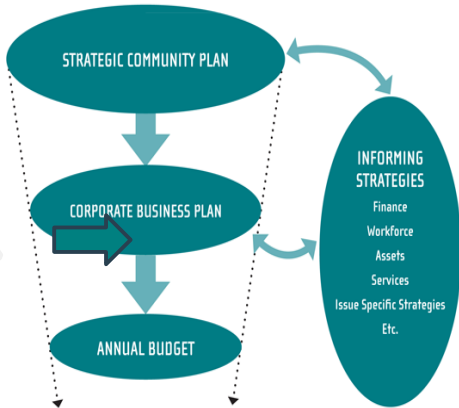 STRATEGIC COMMUNITY PLAN
CORPORATE BUSINESS PLAN
ANNUAL BUDGET
INFORMING
STRATEGIES
Finance
Workforce
Assets
Services
Issue Specific Strategies
Etc.